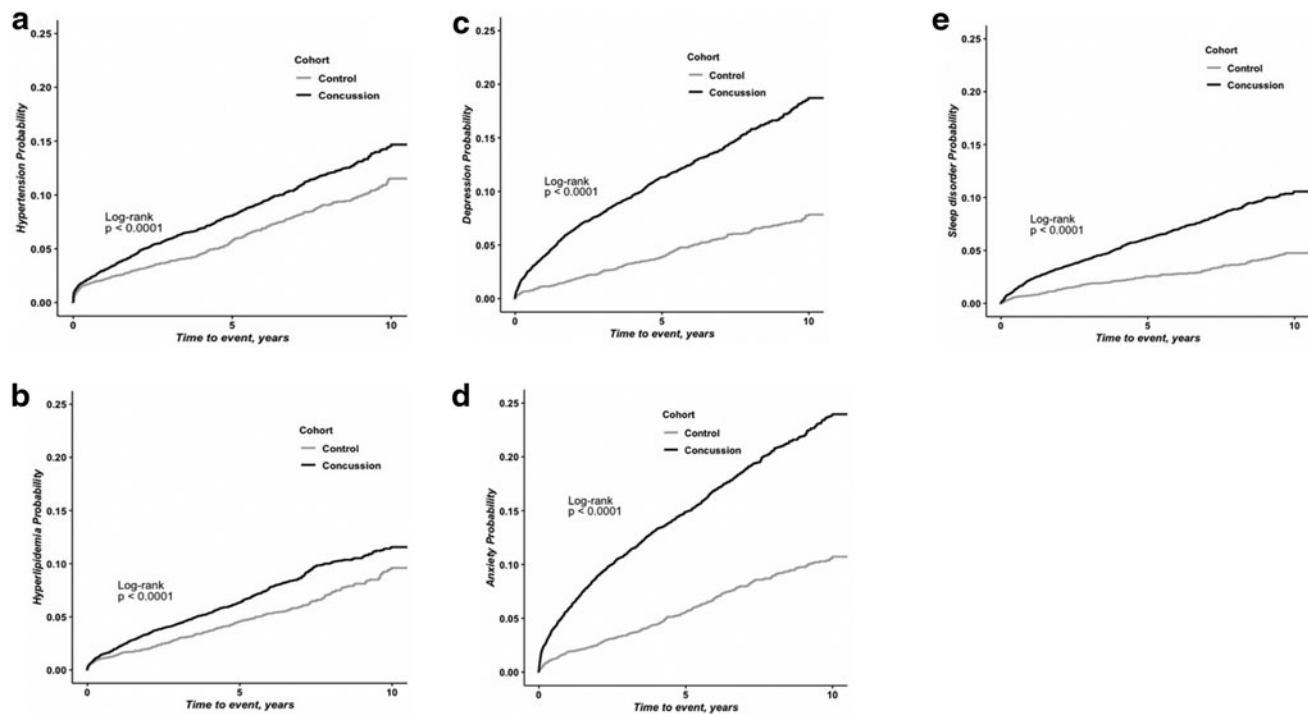 a
0.25
0.20
0.15
0.10
0.05
0.00
Hypertension Probability
Cohort
Control
Concussion
Log-rank
p < 0.0001
0 5 10
Time to event, years
b
0.25
0.20
0.15
0.10
0.05
0.00
Hyperlipidemia Probability
Cohort
Control
Concussion
Log-rank
p < 0.0001
0 5 10
Time to event, years
c
0.25
0.20
0.15
0.10
0.05
0.00
Depression Probability
Cohort
Control
Concussion
Log-rank
p < 0.0001
0 5 10
Time to event, years
d
0.25
0.20
0.15
0.10
0.05
0.00
Anxiety Probability
Cohort
Control
Concussion
Log-rank
p < 0.0001
0 5 10
Time to event, years
e
0.25
0.20
0.15
0.10
0.05
0.00
Sleep disorder Probability
Cohort
Control
Concussion
Log-rank
p < 0.0001
0 5 10
Time to event, years